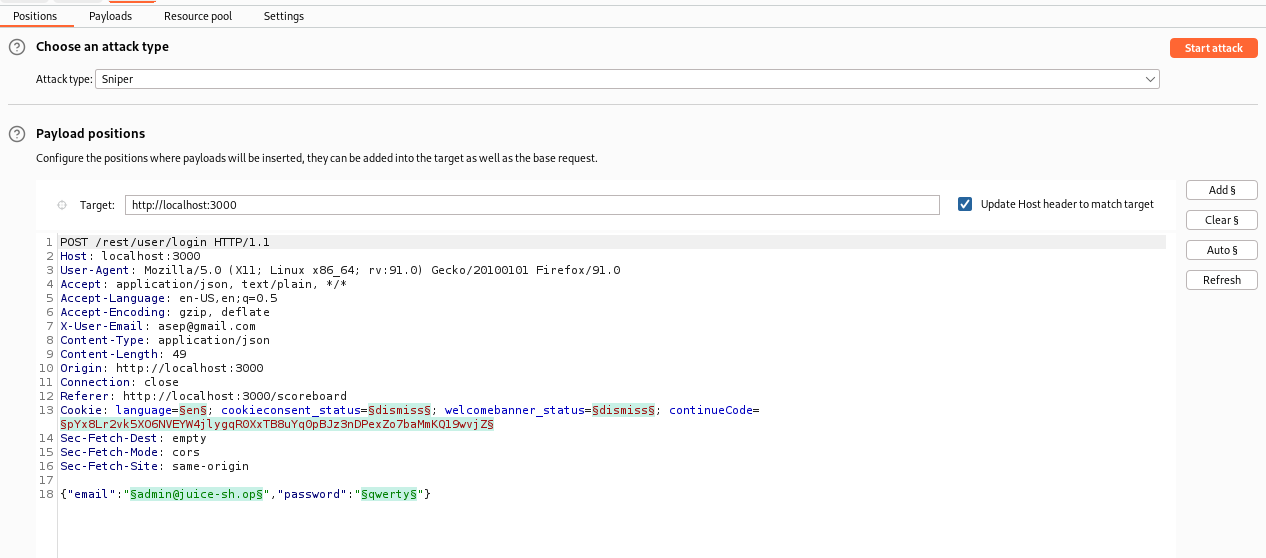 Positions Payloads Resource pool Settings
? Choose an attack type Start attack
Attack type: Sniper
? Payload positions
Configure the positions where payloads will be inserted, they can be added into the target as well as the base request.
Target: http://localhost:3000 Update Host header to match target
Add §
Clear §
Auto §
Refresh
1 POST /rest/user/login HTTP/1.1
2 Host: localhost:3000
3 User-Agent: Mozilla/5.0 (X11; Linux x86_64; rv:91.0) Gecko/20100101 Firefox/91.0
4 Accept: application/json, text/plain, */*
5 Accept-Language: en-US,en;q=0.5
6 Accept-Encoding: gzip, deflate
7 X-User-Email: asep@gmail.com
8 Content-Type: application/json
9 Content-Length: 49
10 Origin: http://localhost:3000
11 Connection: close
12 Referer: http://localhost:3000/scoreboard
13 Cookie: language=§en§; cookieconsent_status=§dismiss§; welcomebanner_status=§dismiss§; continueCode=
§pYx8Lr2vk5XO6NVEYW4jlygqR0XxTB8uYq0pBJz3nDPexZo7baMmKQl9wvjZ§
14 Sec-Fetch-Dest: empty
15 Sec-Fetch-Mode: cors
16 Sec-Fetch-Site: same-origin
17
18 {"email":"§admin@juice-sh.op§","password":"§qwerty§"}